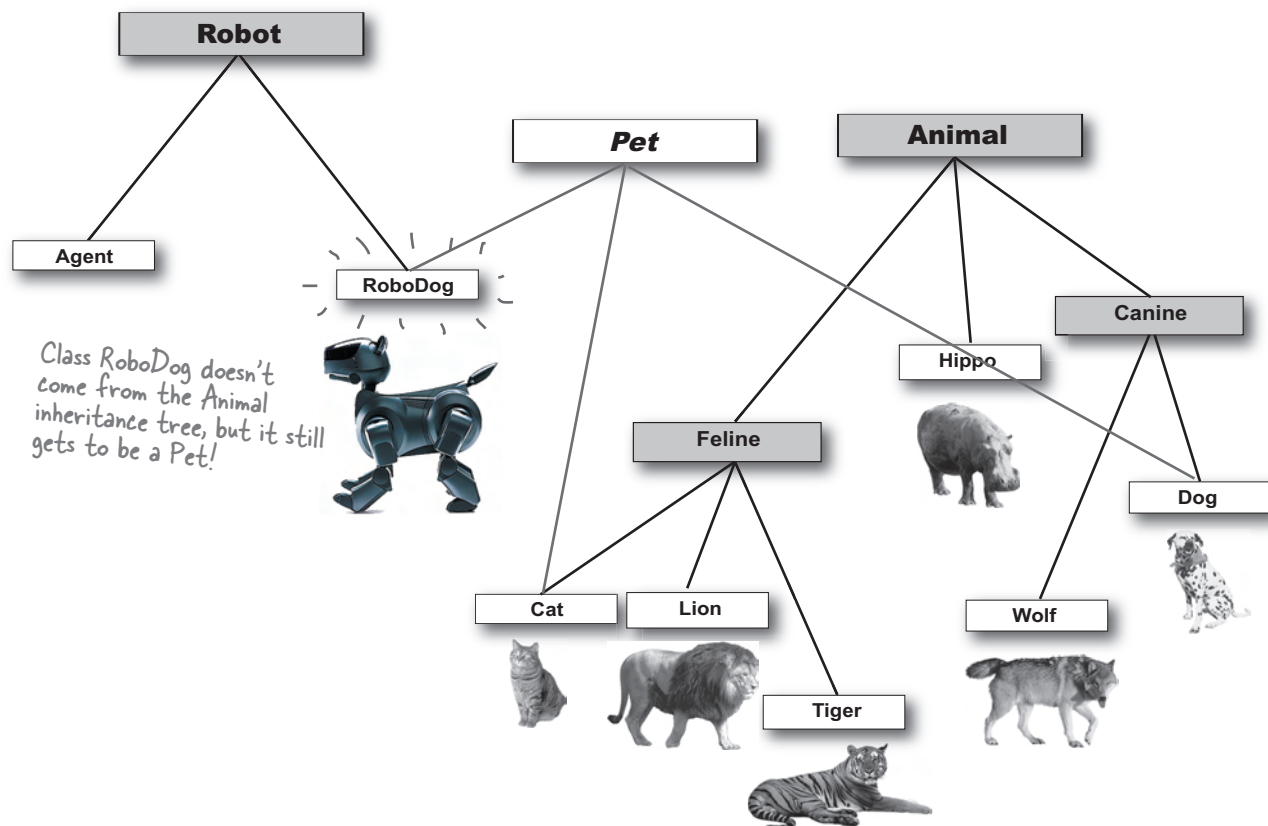 Robot
Pet
Animal
Agent
RoboDog
Canine
Hippo
Class RoboDog doesn't
come from the Animal
inheritance tree, but it still
gets to be a Pet!
Feline
Dog
Cat
Lion
Wolf
Tiger